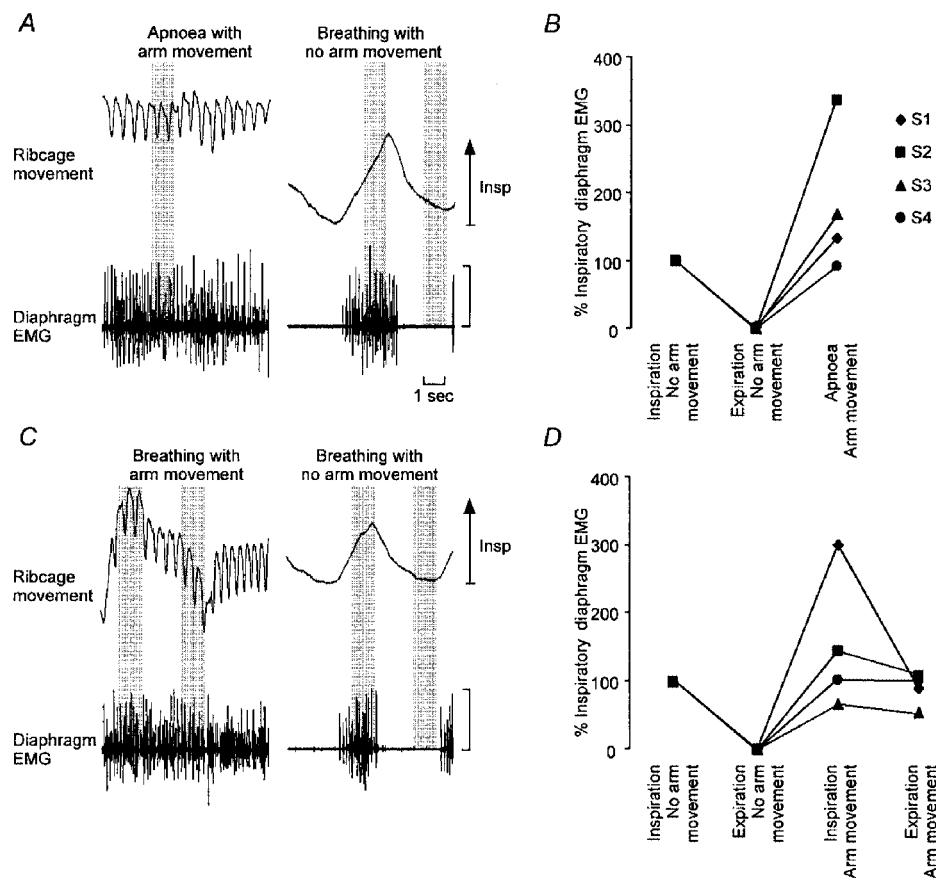 A
Apnoea with
arm movement
Breathing with
no arm movement
Ribcage
movement
Insp
Diaphragm
EMG
1 sec
B
% Inspiratory diaphragm EMG
400
300
200
100
0
Inspiration
No arm
movement
Expiration
No arm
movement
Apnoea
Arm movement
S1
S2
S3
S4
C
Breathing with
arm movement
Breathing with
no arm movement
Ribcage
movement
Insp
Diaphragm
EMG
D
% Inspiratory diaphragm EMG
400
300
200
100
0
Inspiration
No arm
movement
Expiration
No arm
movement
Inspiration
Arm movement
Expiration
Arm movement